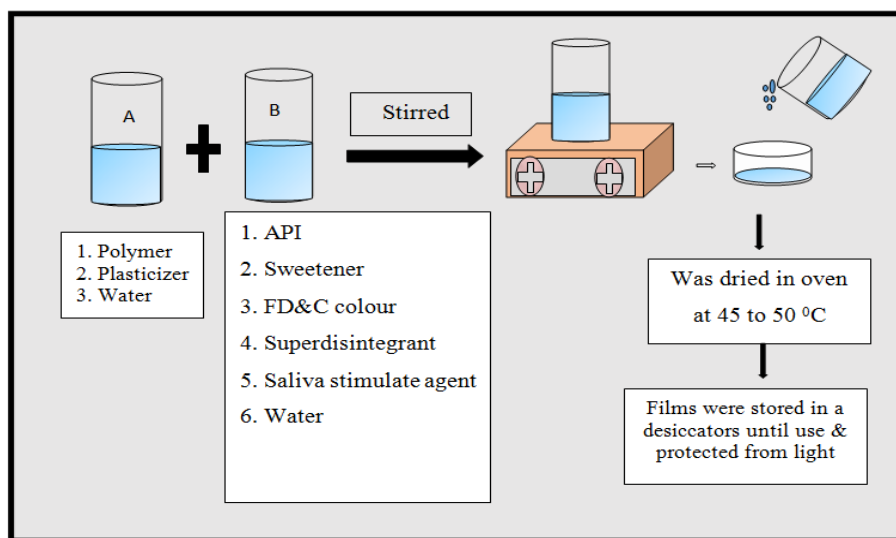 A
B
Stirred
1. Polymer
2. Plasticizer
3. Water
1. API
2. Sweetener
3. FD&C colour
4. Superdisintegrant
5. Saliva stimulate agent
6. Water
Was dried in oven
at 45 to 50 ⁰C
Films were stored in a
desiccators until use &
protected from light